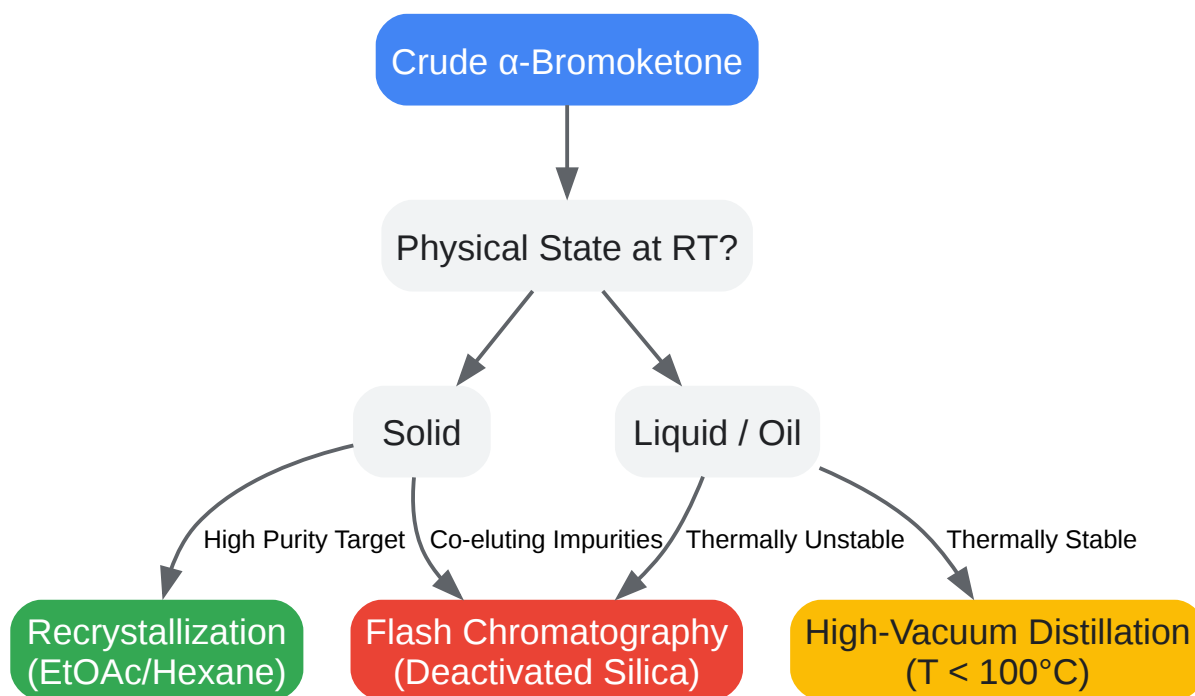 Crude α-Bromoketone
Physical State at RT?
Solid
Liquid / Oil
High Purity Target
Co-eluting Impurities
Thermally Unstable
Thermally Stable
Recrystallization
(EtOAc/Hexane)
Flash Chromatography
(Deactivated Silica)
High-Vacuum Distillation
(T < 100°C)